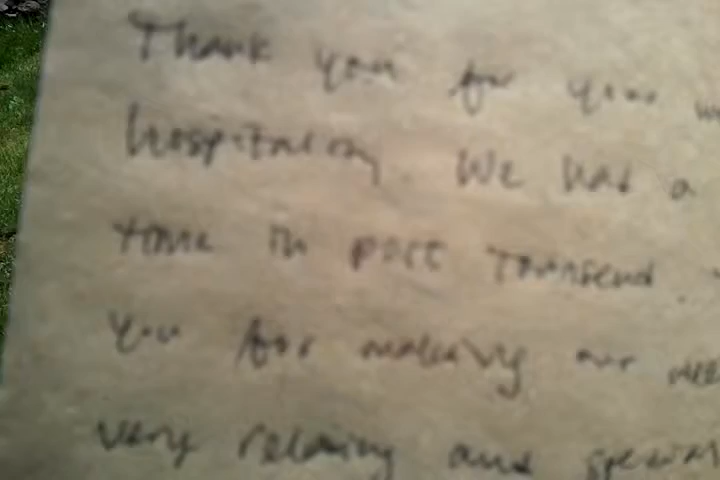 Thank you for your
hospitality. We had a
time in port Townsend.
you for making our
very relaxing and special